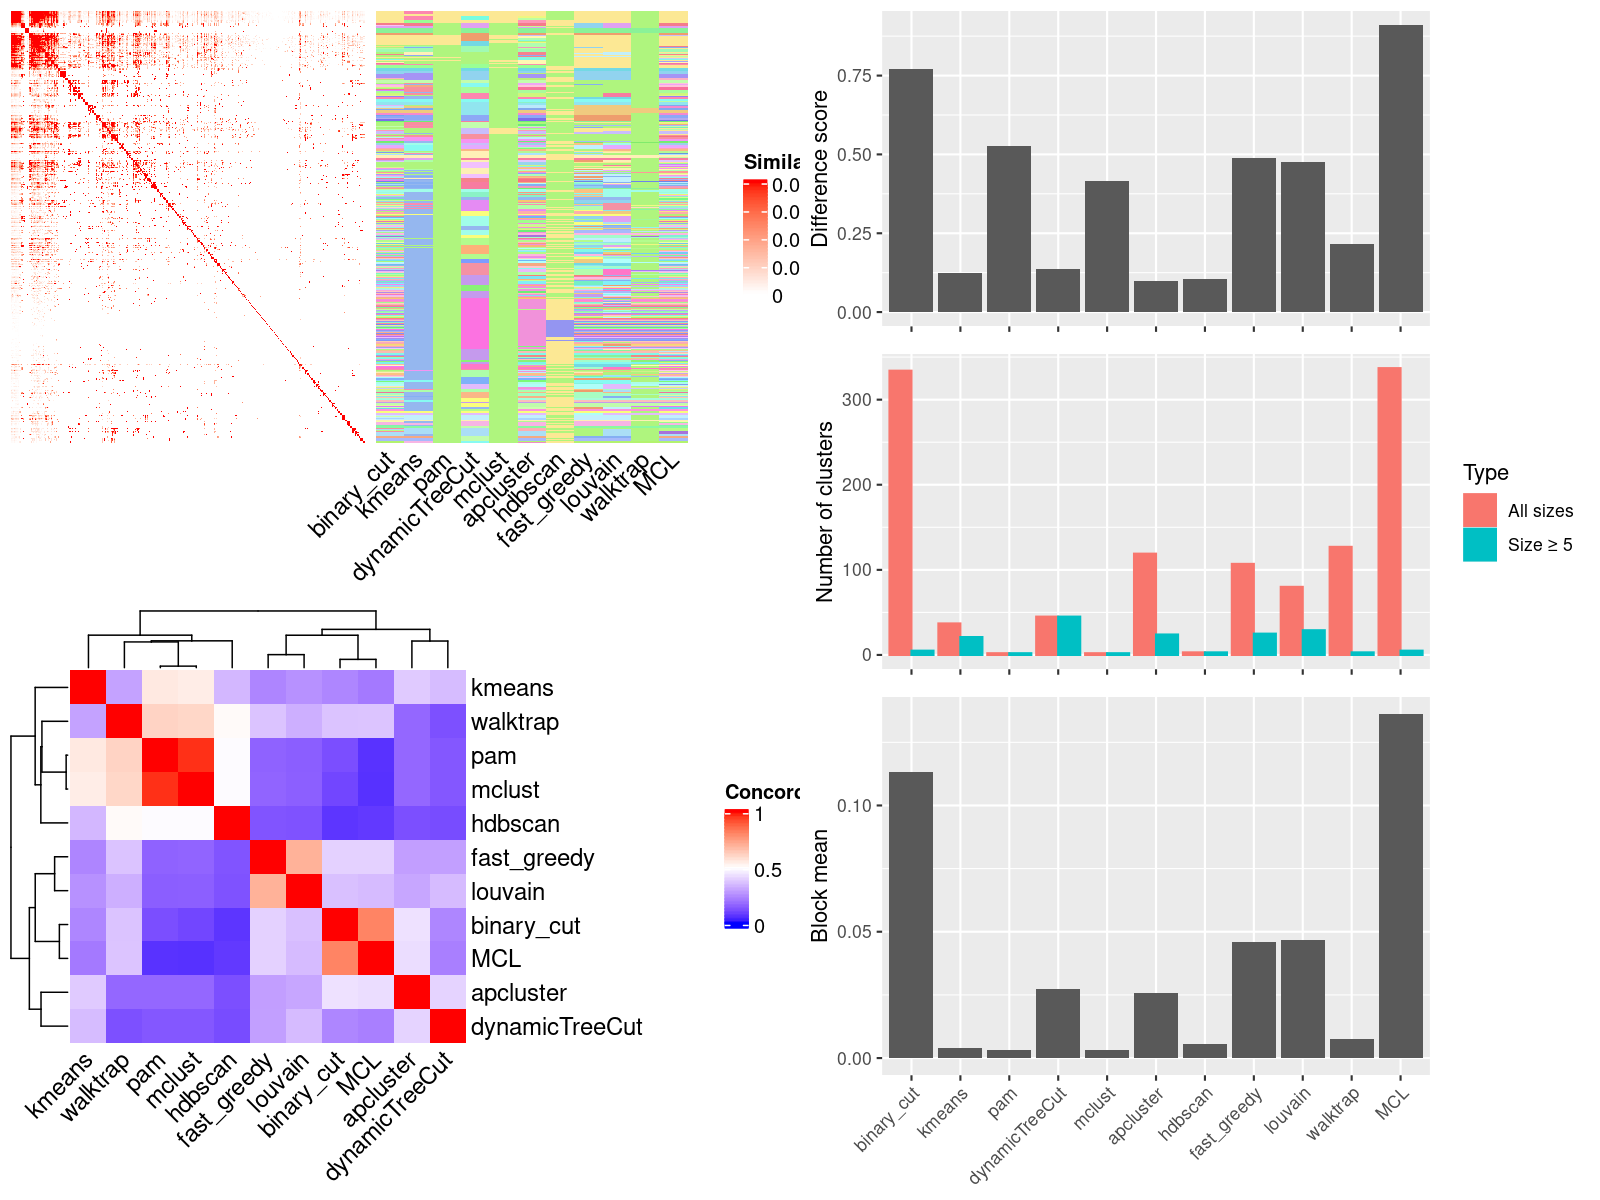 Simila
0.0
0.0
0.0
0.0
0
binary_cut
kmeans
pam
dynamicTreeCut
mclust
apcluster
hdbscan
fast_greedy
louvain
walktrap
MCL
kmeans
walktrap
pam
mclust
hdbscan
fast_greedy
louvain
binary_cut
MCL
apcluster
dynamicTreeCut
kmeans
walktrap
pam
mclust
hdbscan
fast_greedy
louvain
binary_cut
MCL
apcluster
dynamicTreeCut
Concord
1
0.5
0
Difference score
0.75
0.50
0.25
0.00
Number of clusters
300
200
100
0
Type
All sizes
Size ≥ 5
Block mean
0.10
0.05
0.00
binary_cut
kmeans
pam
dynamicTreeCut
mclust
apcluster
hdbscan
fast_greedy
louvain
walktrap
MCL